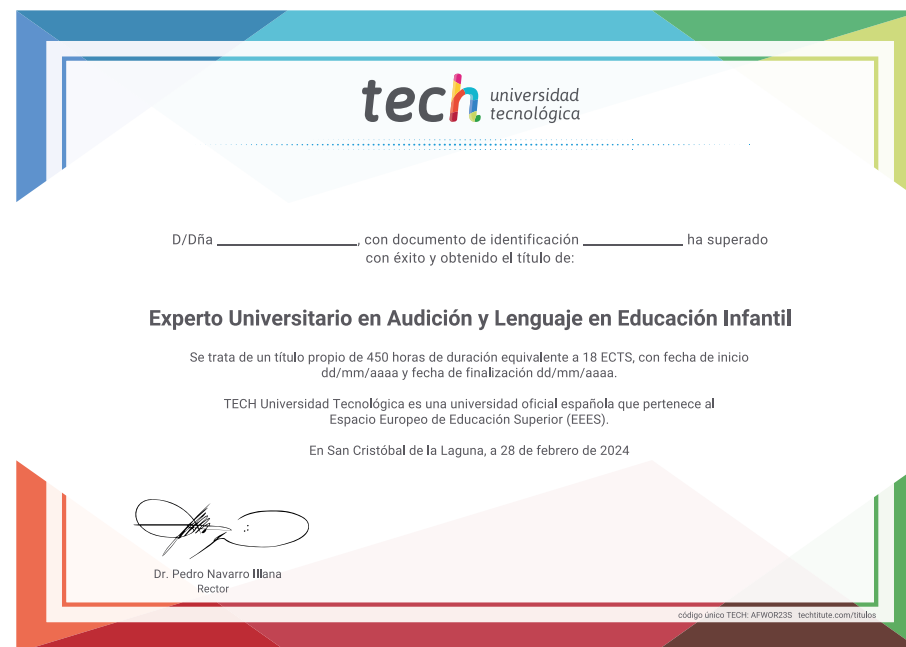 tech universidad
tecnológica
D/Dña ____________________, con documento de identificación ______________ ha superado
con éxito y obtenido el título de:
Experto Universitario en Audición y Lenguaje en Educación Infantil
Se trata de un título propio de 450 horas de duración equivalente a 18 ECTS, con fecha de inicio
dd/mm/aaaa y fecha de finalización dd/mm/aaaa.
TECH Universidad Tecnológica es una universidad oficial española que pertenece al
Espacio Europeo de Educación Superior (EEES).
En San Cristóbal de la Laguna, a 28 de febrero de 2024
Dr. Pedro Navarro Illana
Rector
código único TECH: AFWOR23S techtitute.com/titulos